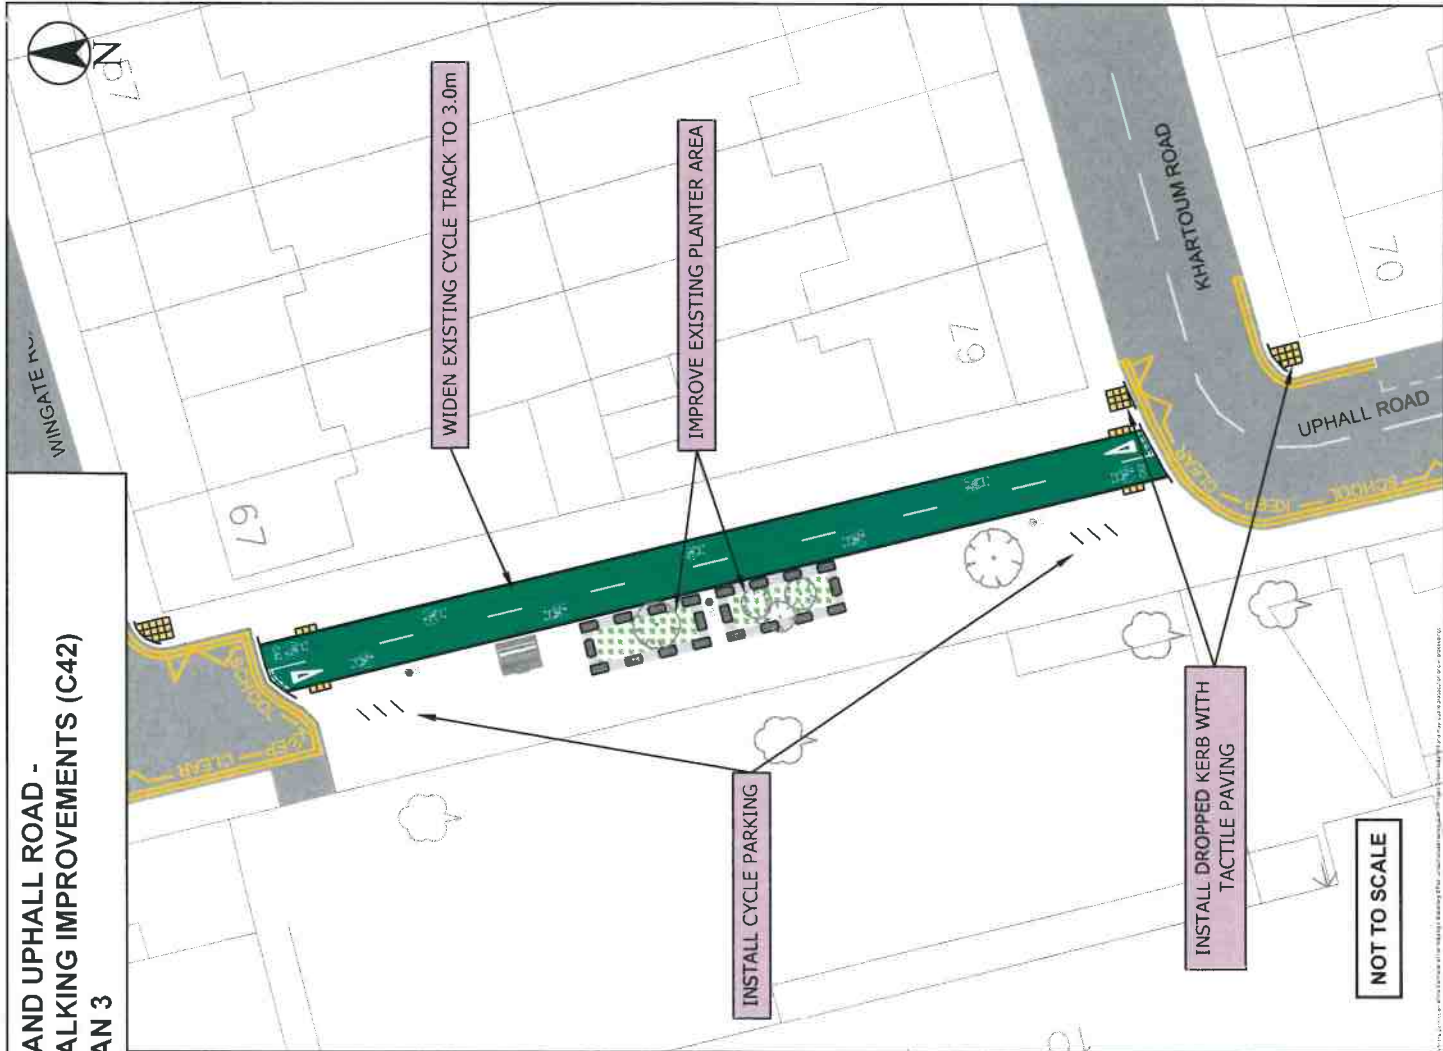 AND UPHALL ROAD -
ALKING IMPROVEMENTS (C42)
AN 3
N
57
WINGATE
67
WIDEN EXISTING CYCLE TRACK TO 3.0m
IMPROVE EXISTING PLANTER AREA
67
KHARTOUM ROAD
70
UPHALL ROAD
SCHOOL
KEEP
CLEAR
SCHOOL
KEEP
CLEAR
INSTALL CYCLE PARKING
INSTALL DROPPED KERB WITH
TACTILE PAVING
NOT TO SCALE